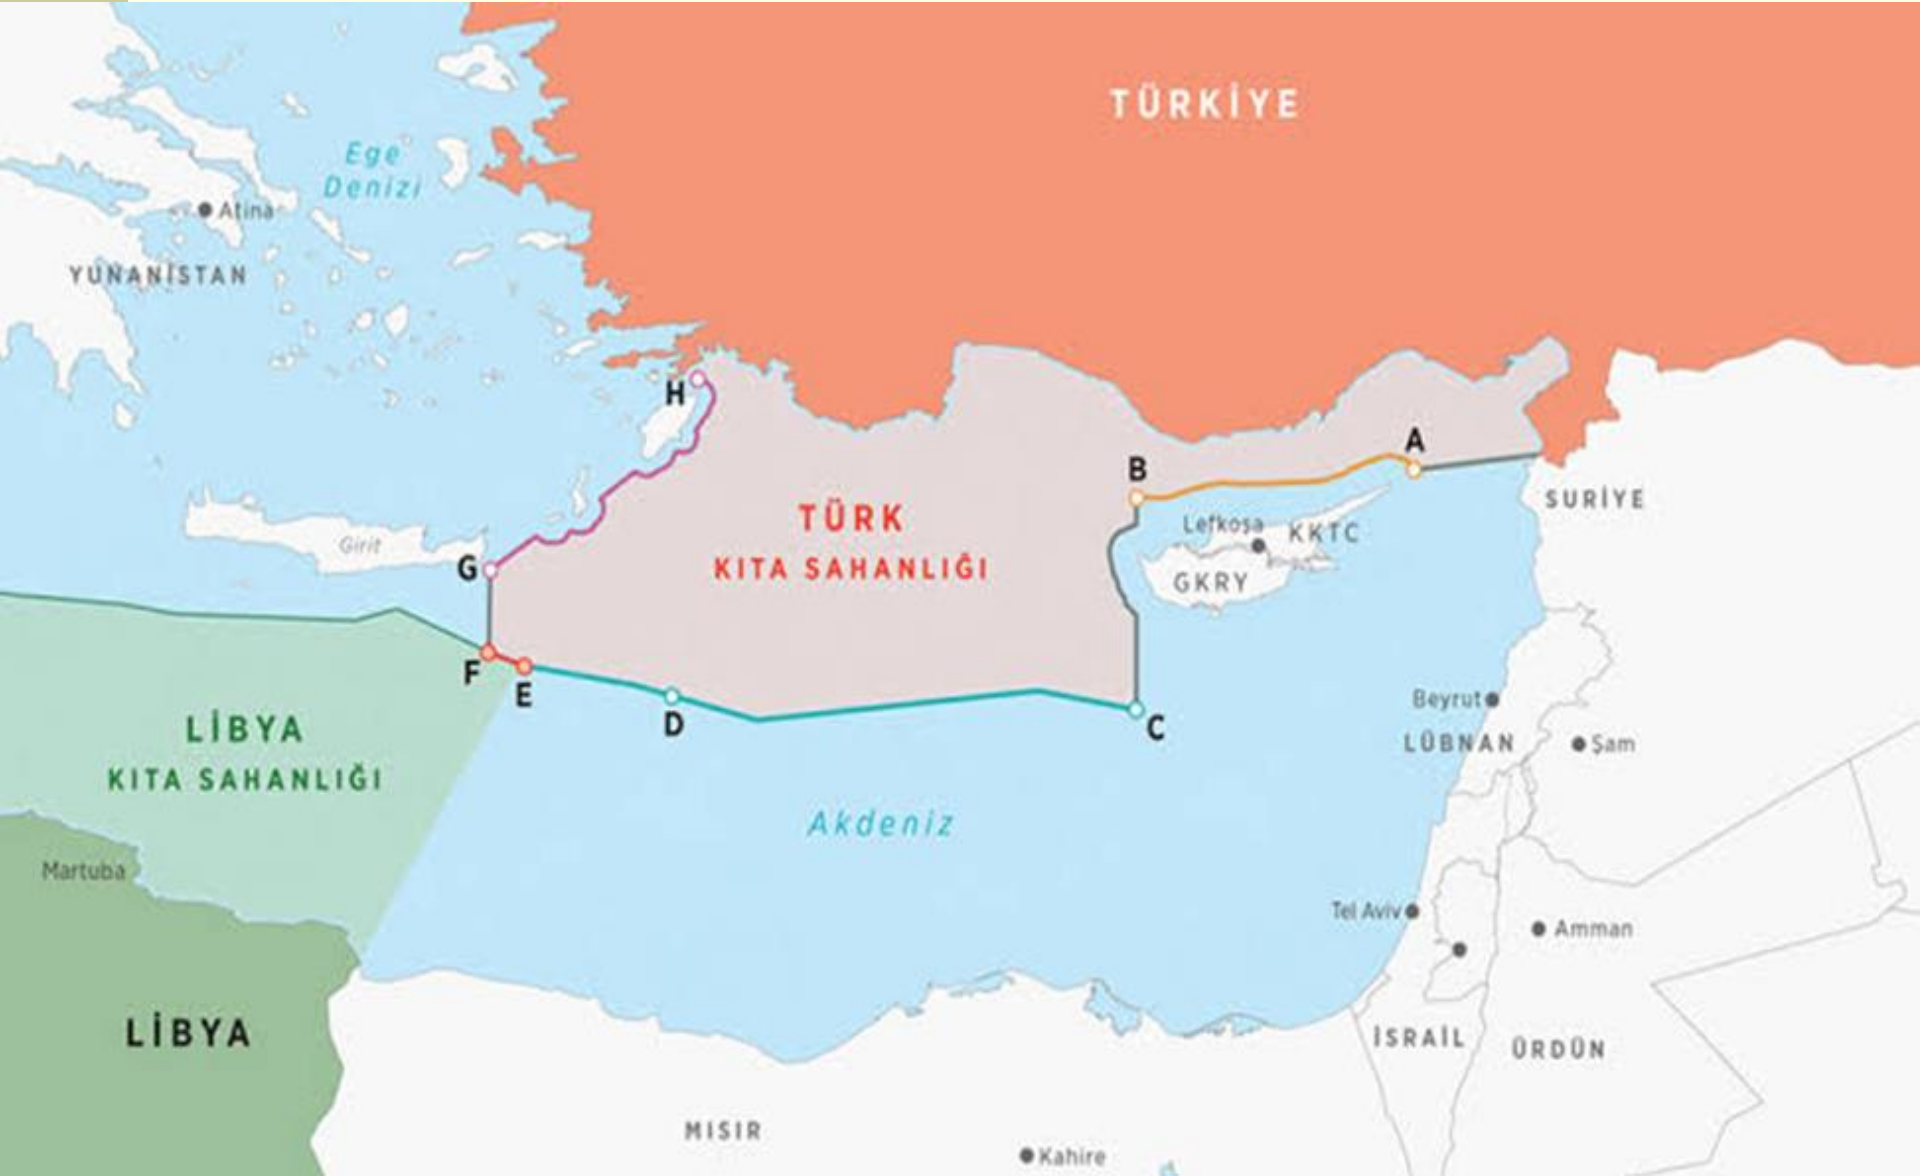 TÜRKİYE
Ege
Denizi
Atina
YUNANİSTAN
H
A
B
SURİYE
TÜRK
KITA SAHANLIĞI
Lefkoşa
KKTC
Girit
G
GKRY
F
E
D
C
Beyrut
LÜBNAN
Şam
LİBYA
KITA SAHANLIĞI
Akdeniz
Martuba
Tel Aviv
Amman
LİBYA
İSRAİL
ÜRDÜN
MISIR
Kahire